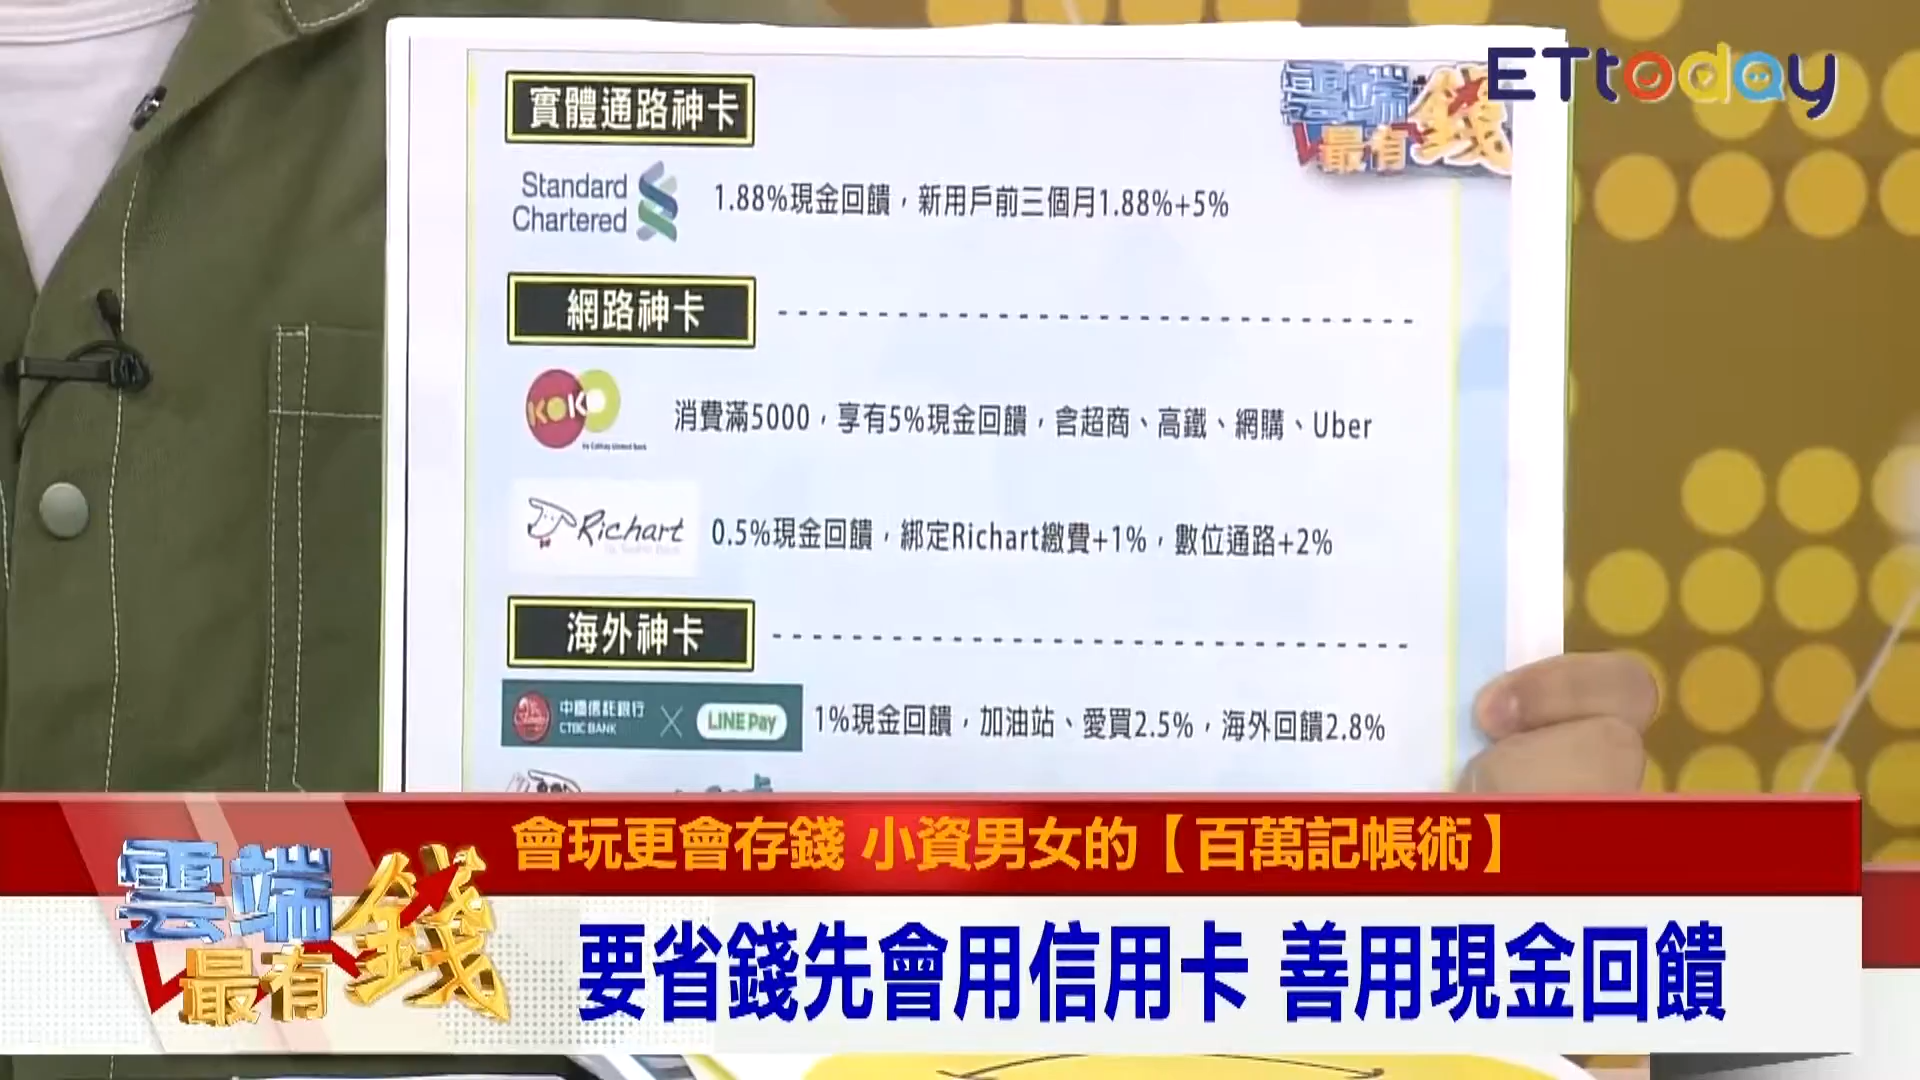 ETtoday
雲端最有錢
實體通路神卡
Standard Chartered
1.88%現金回饋，新用戶前三個月1.88%+5%
網路神卡
KOKO
by Cathay United Bank
消費滿5000，享有5%現金回饋，含超商、高鐵、網購、Uber
Richart
0.5%現金回饋，綁定Richart繳費+1%，數位通路+2%
海外神卡
中國信託銀行
CTBC BANK
LINE Pay
1%現金回饋，加油站、愛買2.5%，海外回饋2.8%
會玩更會存錢 小資男女的【百萬記帳術】
雲端最有錢
要省錢先會用信用卡 善用現金回饋